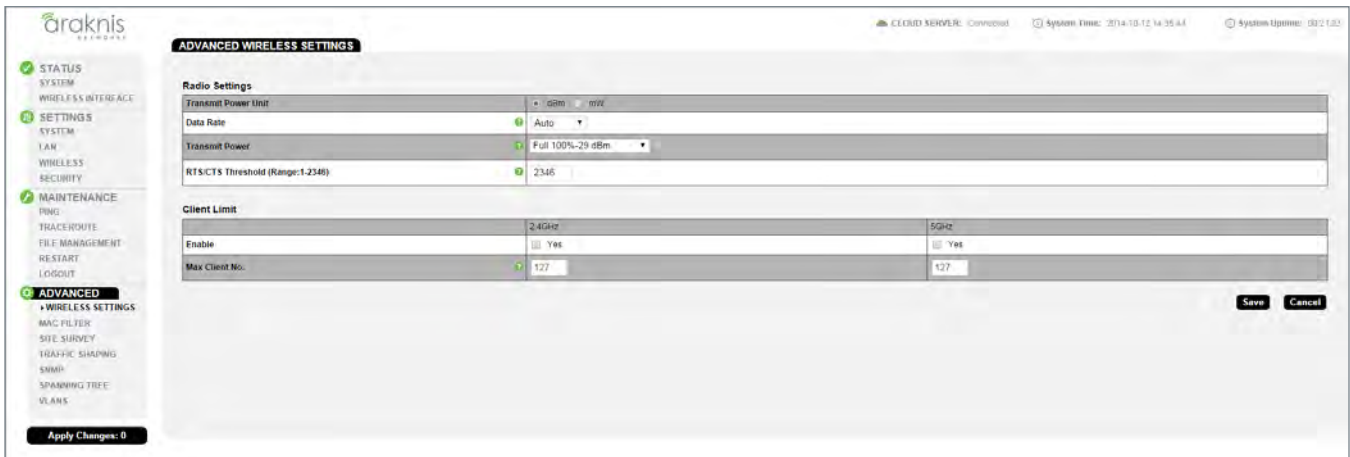 araknis
NETWORKS
CLOUD SERVER: Connected
System Time: 2014-10-12 14:35:44
System Uptime:
ADVANCED WIRELESS SETTINGS
STATUS
SYSTEM
WIRELESS INTERFACE
SETTINGS
SYSTEM
LAN
WIRELESS
SECURITY
MAINTENANCE
PING
TRACEROUTE
FILE MANAGEMENT
RESTART
LOGOUT
ADVANCED
WIRELESS SETTINGS
MAC FILTER
SITE SURVEY
TRAFFIC SHAPING
SNMP
SPANNING TREE
VLANS
Apply Changes: 0
Radio Settings
Transmit Power Unit dBm mW
Data Rate ? Auto
Transmit Power ? Full 100%-29 dBm
RTS/CTS Threshold (Range:1-2346) ? 2346
Client Limit
2.4GHz 5GHz
Enable Yes Yes
Max Client No. ? 127 127
Save Cancel